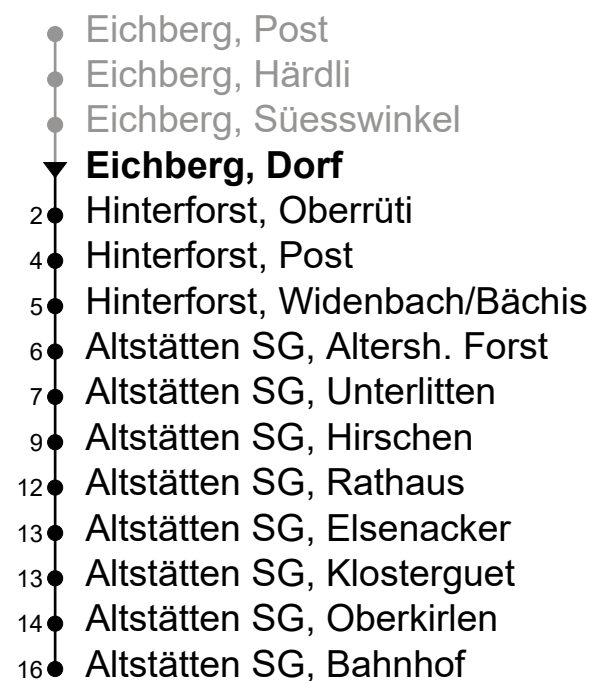 Eichberg, Post
Eichberg, Härdli
Eichberg, Süesswinkel
Eichberg, Dorf
2 Hinterforst, Oberrüti
4 Hinterforst, Post
5 Hinterforst, Widenbach/Bächis
6 Altstätten SG, Altersh. Forst
7 Altstätten SG, Unterlitten
9 Altstätten SG, Hirschen
12 Altstätten SG, Rathaus
13 Altstätten SG, Elsenacker
13 Altstätten SG, Klosterguet
14 Altstätten SG, Oberkirlen
16 Altstätten SG, Bahnhof